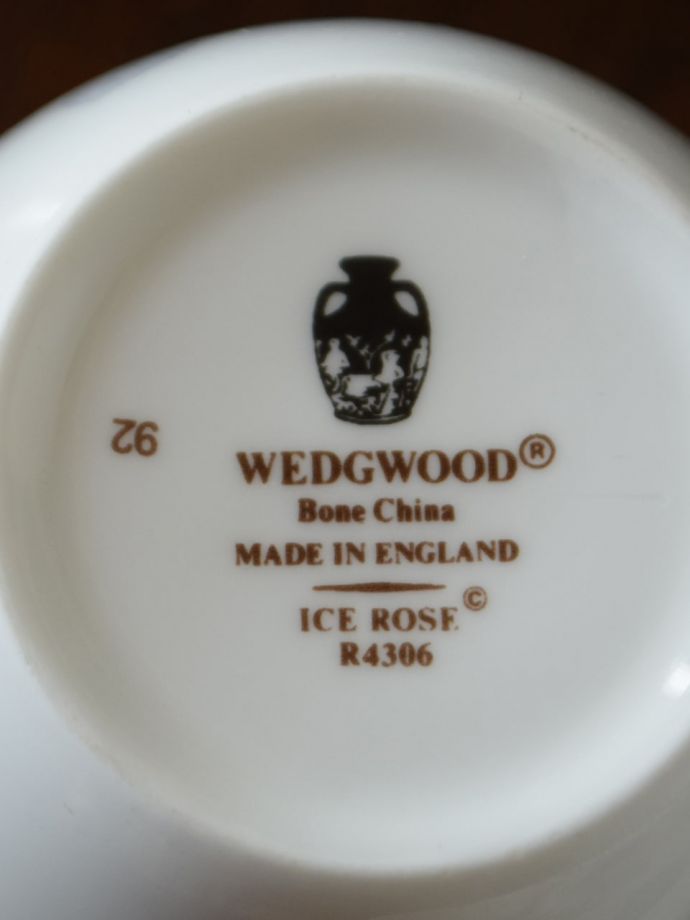 92
WEDGWOOD®
Bone China
MADE IN ENGLAND
ICE ROSE©
R4306